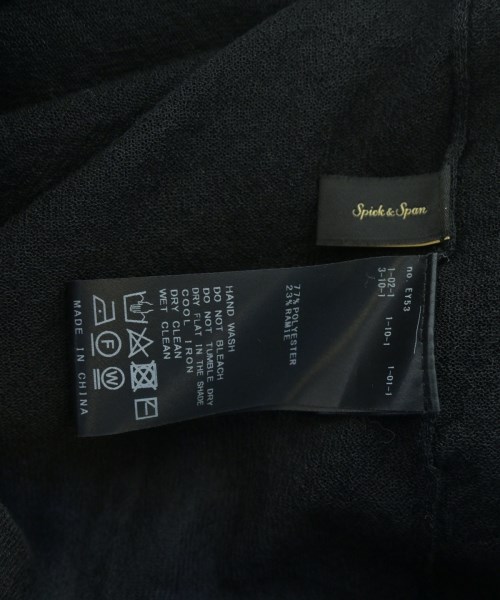 Spick & Span
no. EY53
1-02-1 1-10-1 1-01-1
3-10-1
77% POLYESTER
23% RAMIE
HAND WASH
DO NOT BLEACH
DO NOT TUMBLE DRY
DRY FLAT IN THE SHADE
COOL IRON
DRY CLEAN
WET CLEAN
F W
MADE IN CHINA